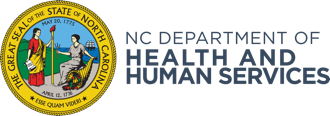 THE GREAT SEAL OF THE STATE OF NORTH CAROLINA
MAY 20, 1775
APRIL 12, 1776
ESSE QUAM VIDERI
NC DEPARTMENT OF
HEALTH AND
HUMAN SERVICES